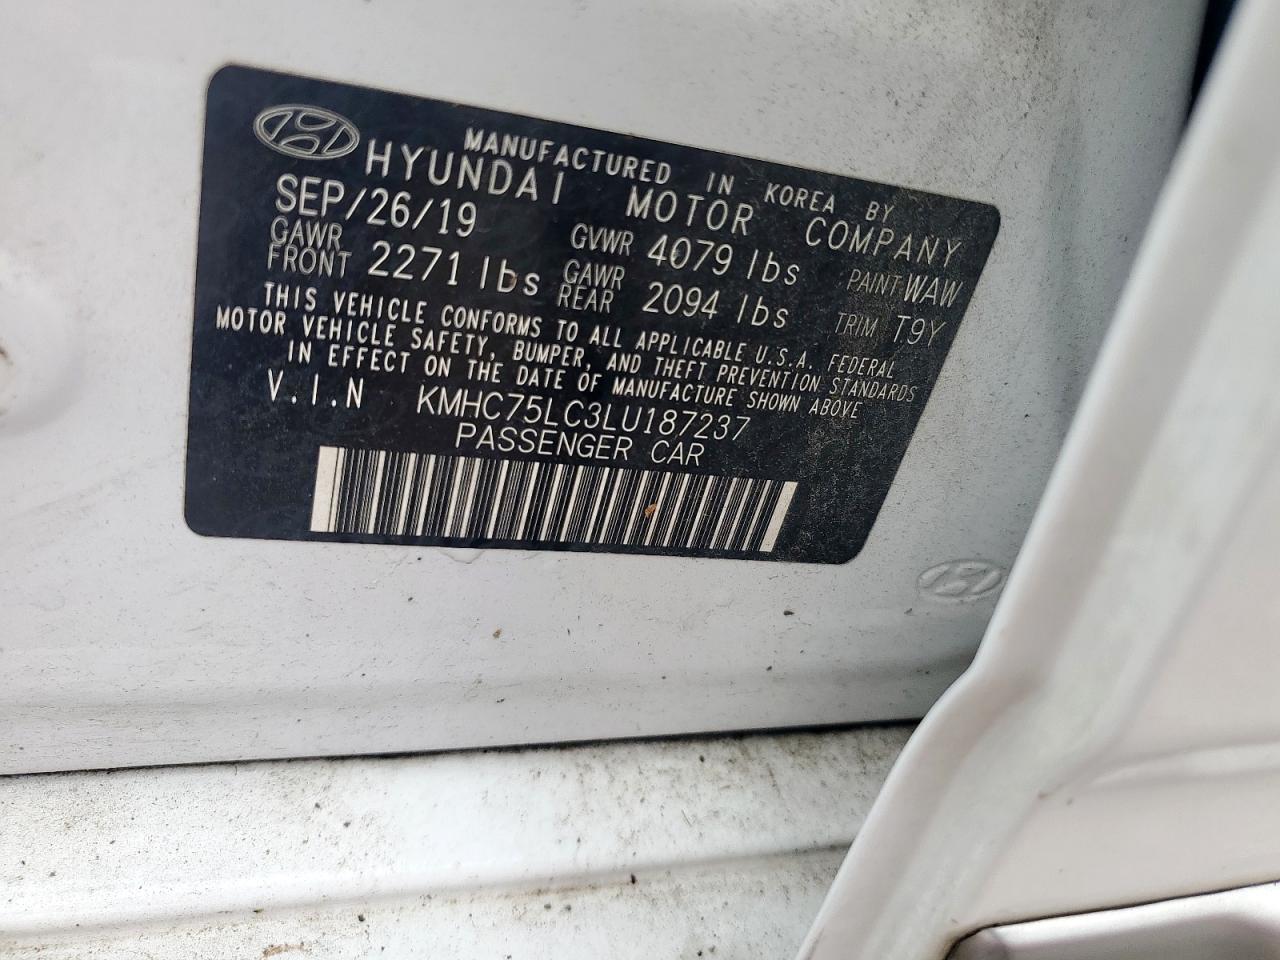 MANUFACTURED IN KOREA BY
HYUNDAI MOTOR COMPANY
SEP/26/19 GVWR 4079 lbs PAINT WAW
GAWR FRONT 2271 lbs GAWR REAR 2094 lbs TRIM T9Y
THIS VEHICLE CONFORMS TO ALL APPLICABLE U.S.A. FEDERAL
MOTOR VEHICLE SAFETY, BUMPER, AND THEFT PREVENTION STANDARDS
IN EFFECT ON THE DATE OF MANUFACTURE SHOWN ABOVE
V.I.N KMHC75LC3LU187237
PASSENGER CAR